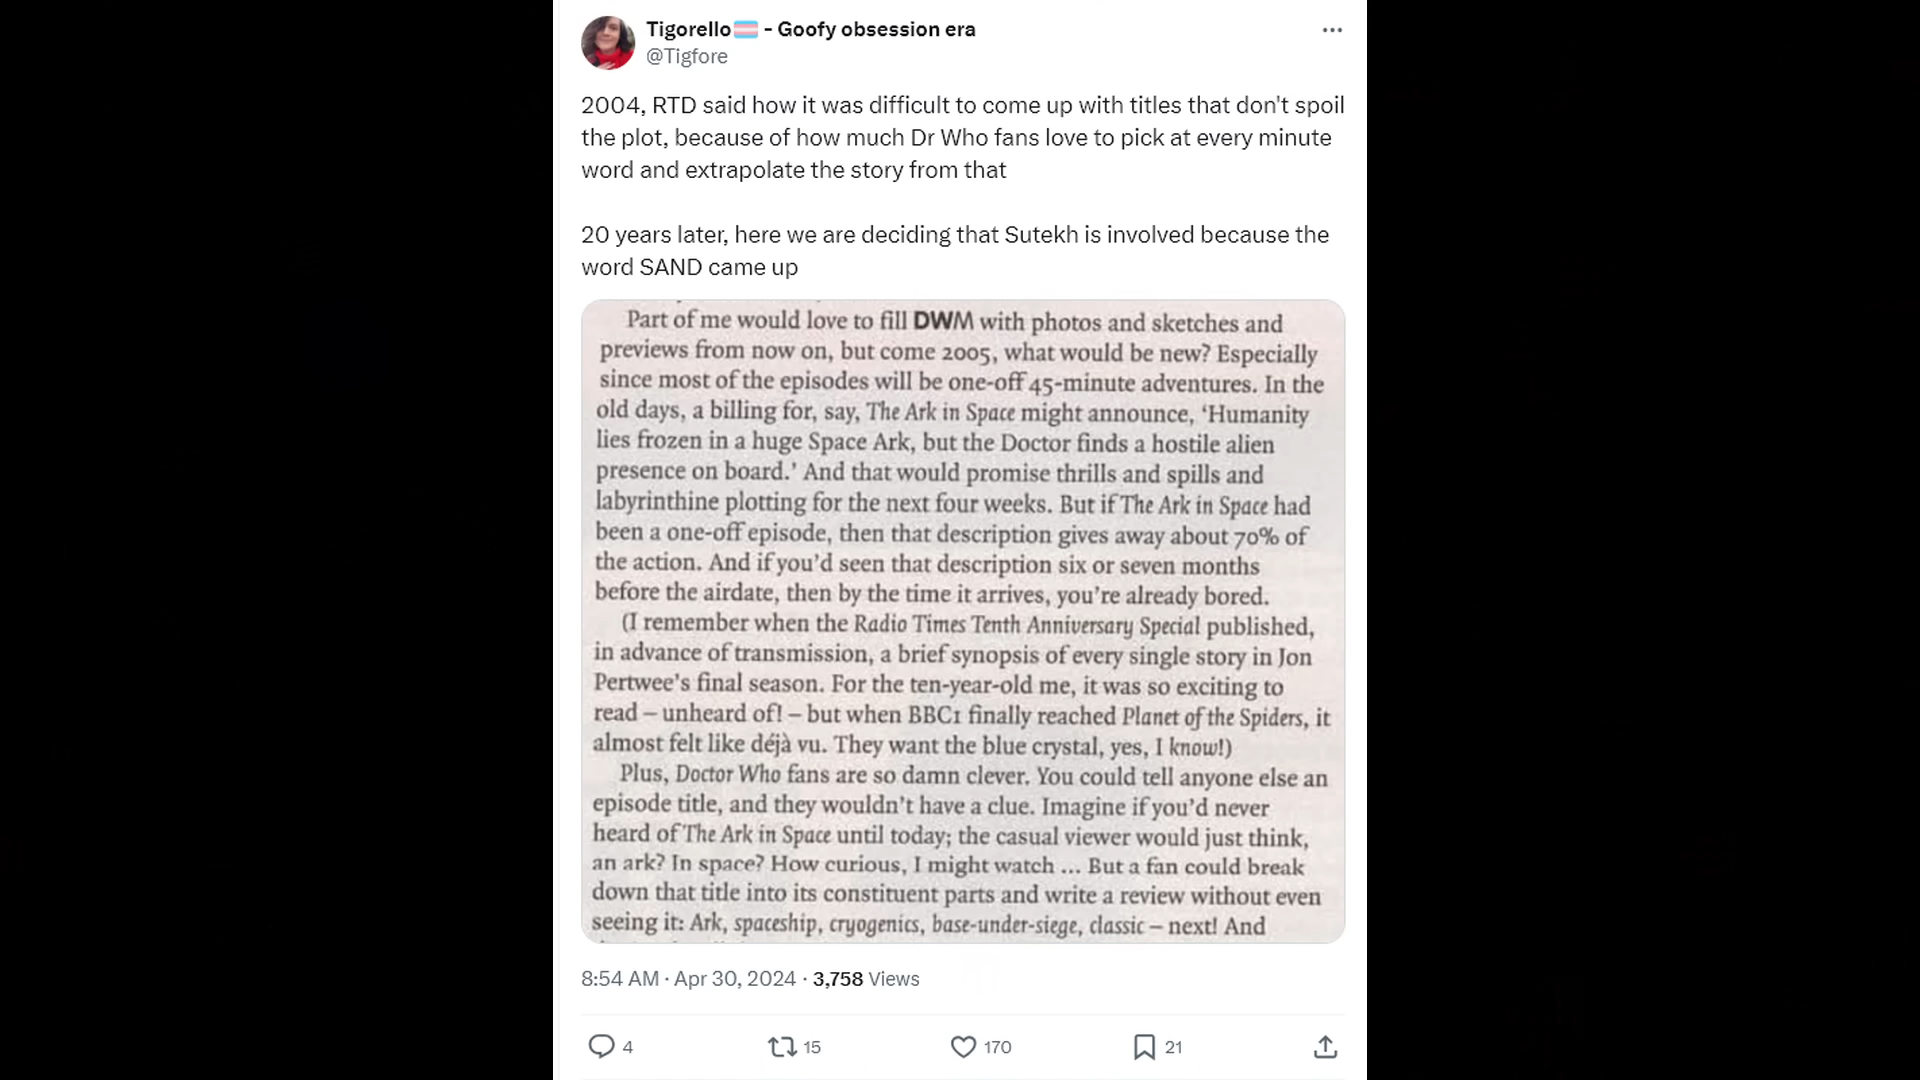 Tigorello - Goofy obsession era
@Tigfore
2004, RTD said how it was difficult to come up with titles that don't spoil
the plot, because of how much Dr Who fans love to pick at every minute
word and extrapolate the story from that
20 years later, here we are deciding that Sutekh is involved because the
word SAND came up
Part of me would love to fill DWM with photos and sketches and
previews from now on, but come 2005, what would be new? Especially
since most of the episodes will be one-off 45-minute adventures. In the
old days, a billing for, say, The Ark in Space might announce, ‘Humanity
lies frozen in a huge Space Ark, but the Doctor finds a hostile alien
presence on board.’ And that would promise thrills and spills and
labyrinthine plotting for the next four weeks. But if The Ark in Space had
been a one-off episode, then that description gives away about 70% of
the action. And if you’d seen that description six or seven months
before the airdate, then by the time it arrives, you’re already bored.
(I remember when the Radio Times Tenth Anniversary Special published,
in advance of transmission, a brief synopsis of every single story in Jon
Pertwee’s final season. For the ten-year-old me, it was so exciting to
read – unheard of! – but when BBC1 finally reached Planet of the Spiders, it
almost felt like déjà vu. They want the blue crystal, yes, I know!)
Plus, Doctor Who fans are so damn clever. You could tell anyone else an
episode title, and they wouldn’t have a clue. Imagine if you’d never
heard of The Ark in Space until today; the casual viewer would just think,
an ark? In space? How curious, I might watch ... But a fan could break
down that title into its constituent parts and write a review without even
seeing it: Ark, spaceship, cryogenics, base-under-siege, classic – next! And
8:54 AM · Apr 30, 2024 · 3,758 Views
4 15 170 21